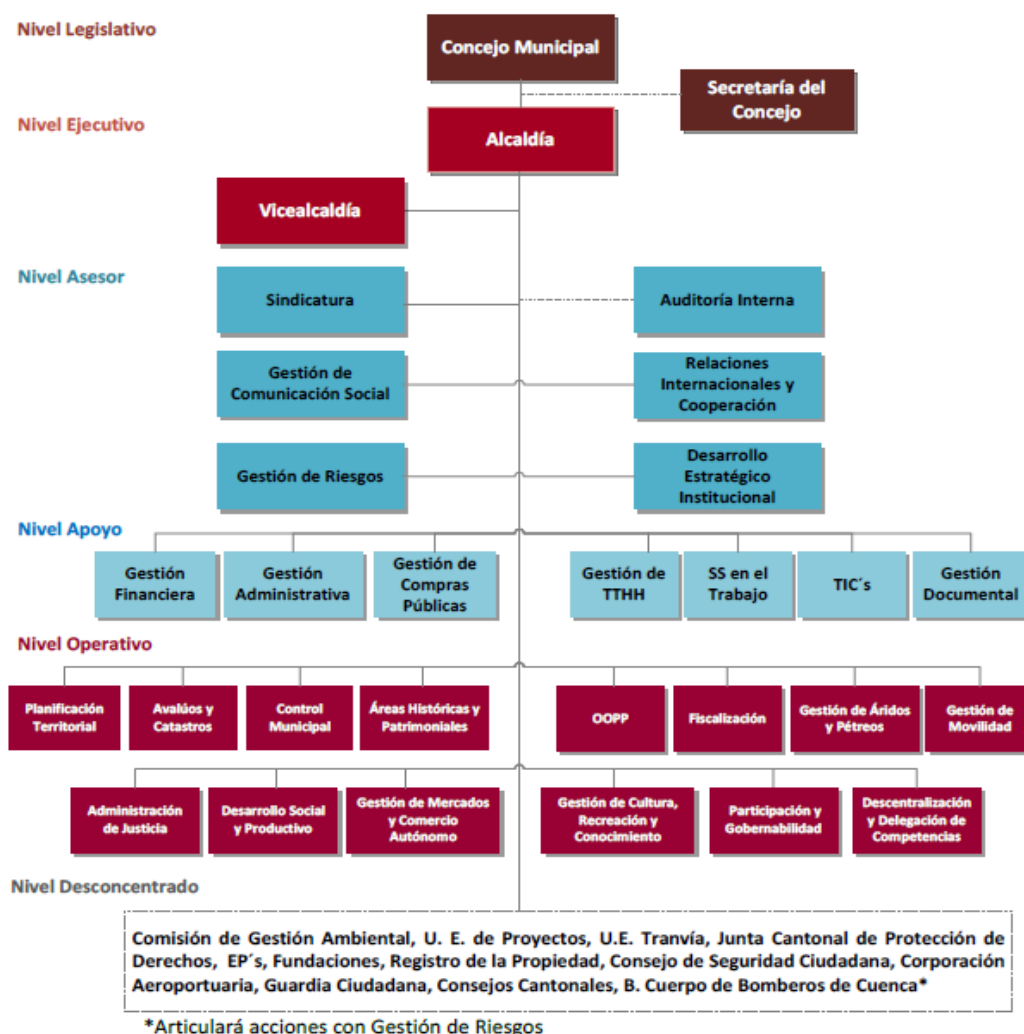 Nivel Legislativo
Concejo Municipal
Secretaría del
Concejo
Nivel Ejecutivo
Alcaldía
Vicealcaldía
Nivel Asesor
Sindicatura
Auditoría Interna
Gestión de
Comunicación Social
Relaciones
Internacionales y
Cooperación
Gestión de Riesgos
Desarrollo
Estratégico
Institucional
Nivel Apoyo
Gestión
Financiera
Gestión
Administrativa
Gestión de
Compras
Públicas
Gestión de
TTHH
SS en el
Trabajo
TIC´s
Gestión
Documental
Nivel Operativo
Planificación
Territorial
Avalúos y
Catastros
Control
Municipal
Áreas Históricas y
Patrimoniales
OOPP
Fiscalización
Gestión de Áridos
y Pétreos
Gestión de
Movilidad
Administración
de Justicia
Desarrollo Social
y Productivo
Gestión de Mercados
y Comercio
Autónomo
Gestión de Cultura,
Recreación y
Conocimiento
Participación y
Gobernabilidad
Descentralización
y Delegación de
Competencias
Nivel Desconcentrado
Comisión de Gestión Ambiental, U. E. de Proyectos, U.E. Tranvía, Junta Cantonal de Protección de
Derechos, EP´s, Fundaciones, Registro de la Propiedad, Consejo de Seguridad Ciudadana, Corporación
Aeroportuaria, Guardia Ciudadana, Consejos Cantonales, B. Cuerpo de Bomberos de Cuenca*
*Articulará acciones con Gestión de Riesgos